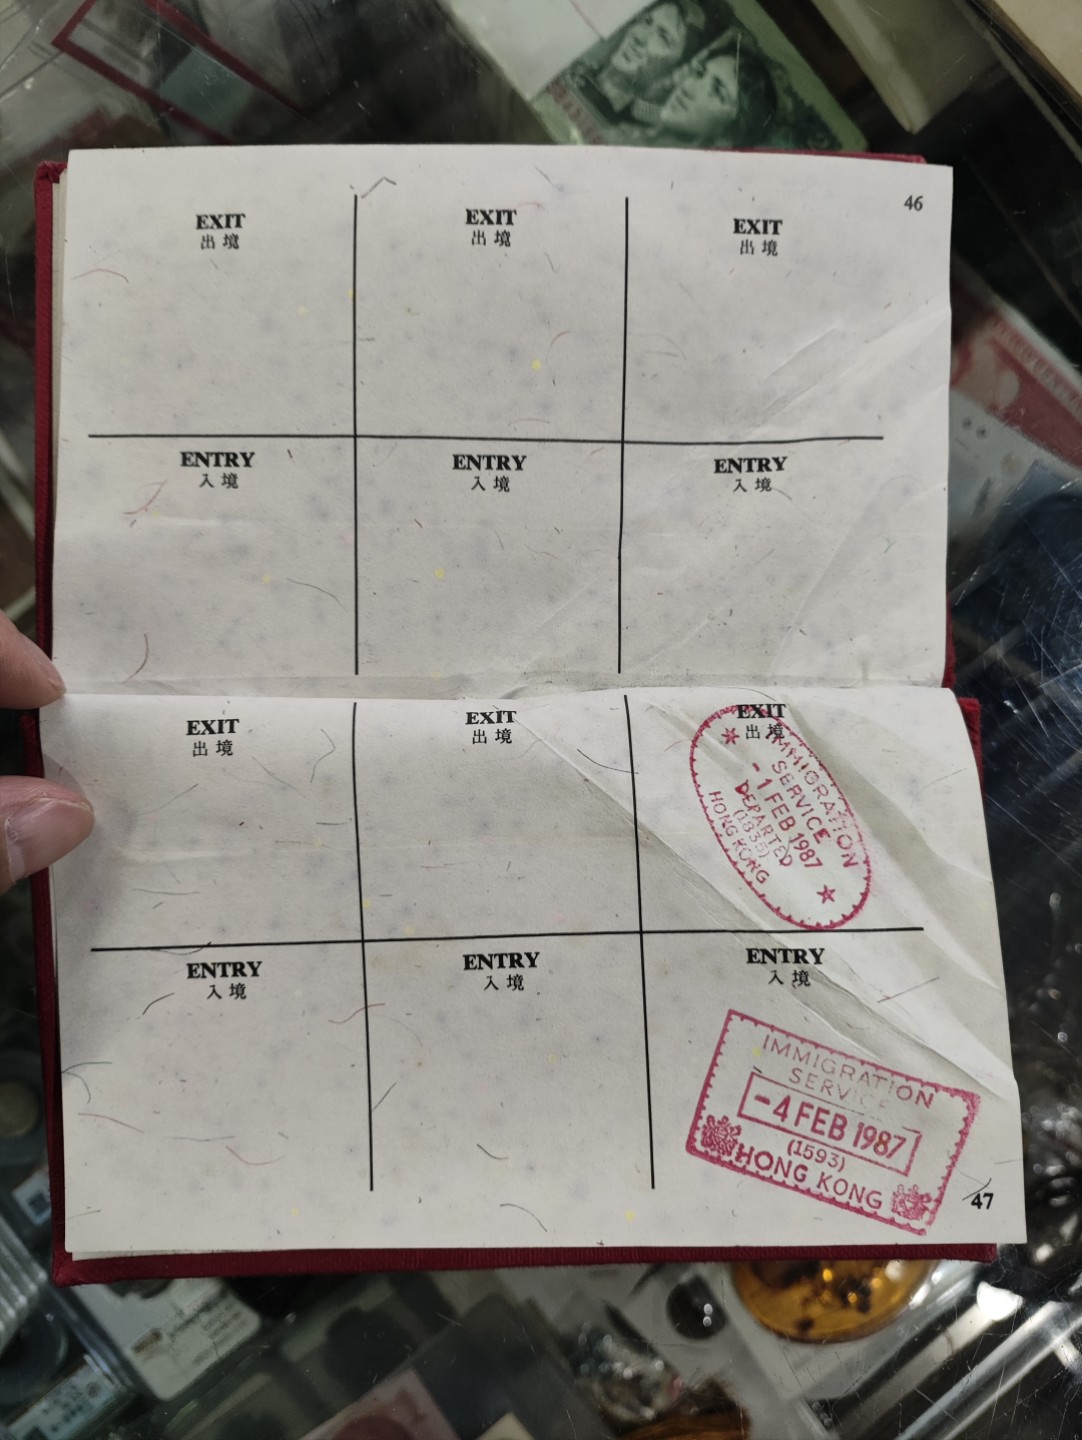 46
EXIT EXIT EXIT
出境 出境 出境
ENTRY ENTRY ENTRY
入境 入境 入境
EXIT EXIT EXIT
出境 出境 出境
IMMIGRATION
SERVICE
- 1 FEB 1987
DEPARTED
(1335)
HONG KONG
ENTRY ENTRY ENTRY
入境 入境 入境
IMMIGRATION
SERVICE
-4 FEB 1987
(1593)
HONG KONG
47